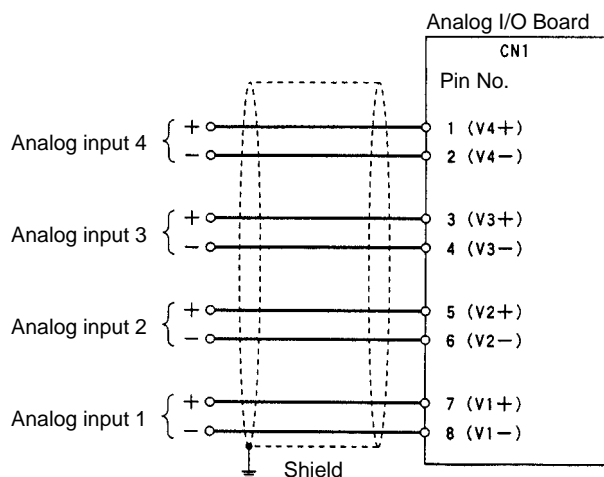 Analog I/O Board
CN1
Pin No.
Analog input 4 { + 1 (V4+)
− 2 (V4−)
Analog input 3 { + 3 (V3+)
− 4 (V3−)
Analog input 2 { + 5 (V2+)
− 6 (V2−)
Analog input 1 { + 7 (V1+)
− 8 (V1−)
Shield